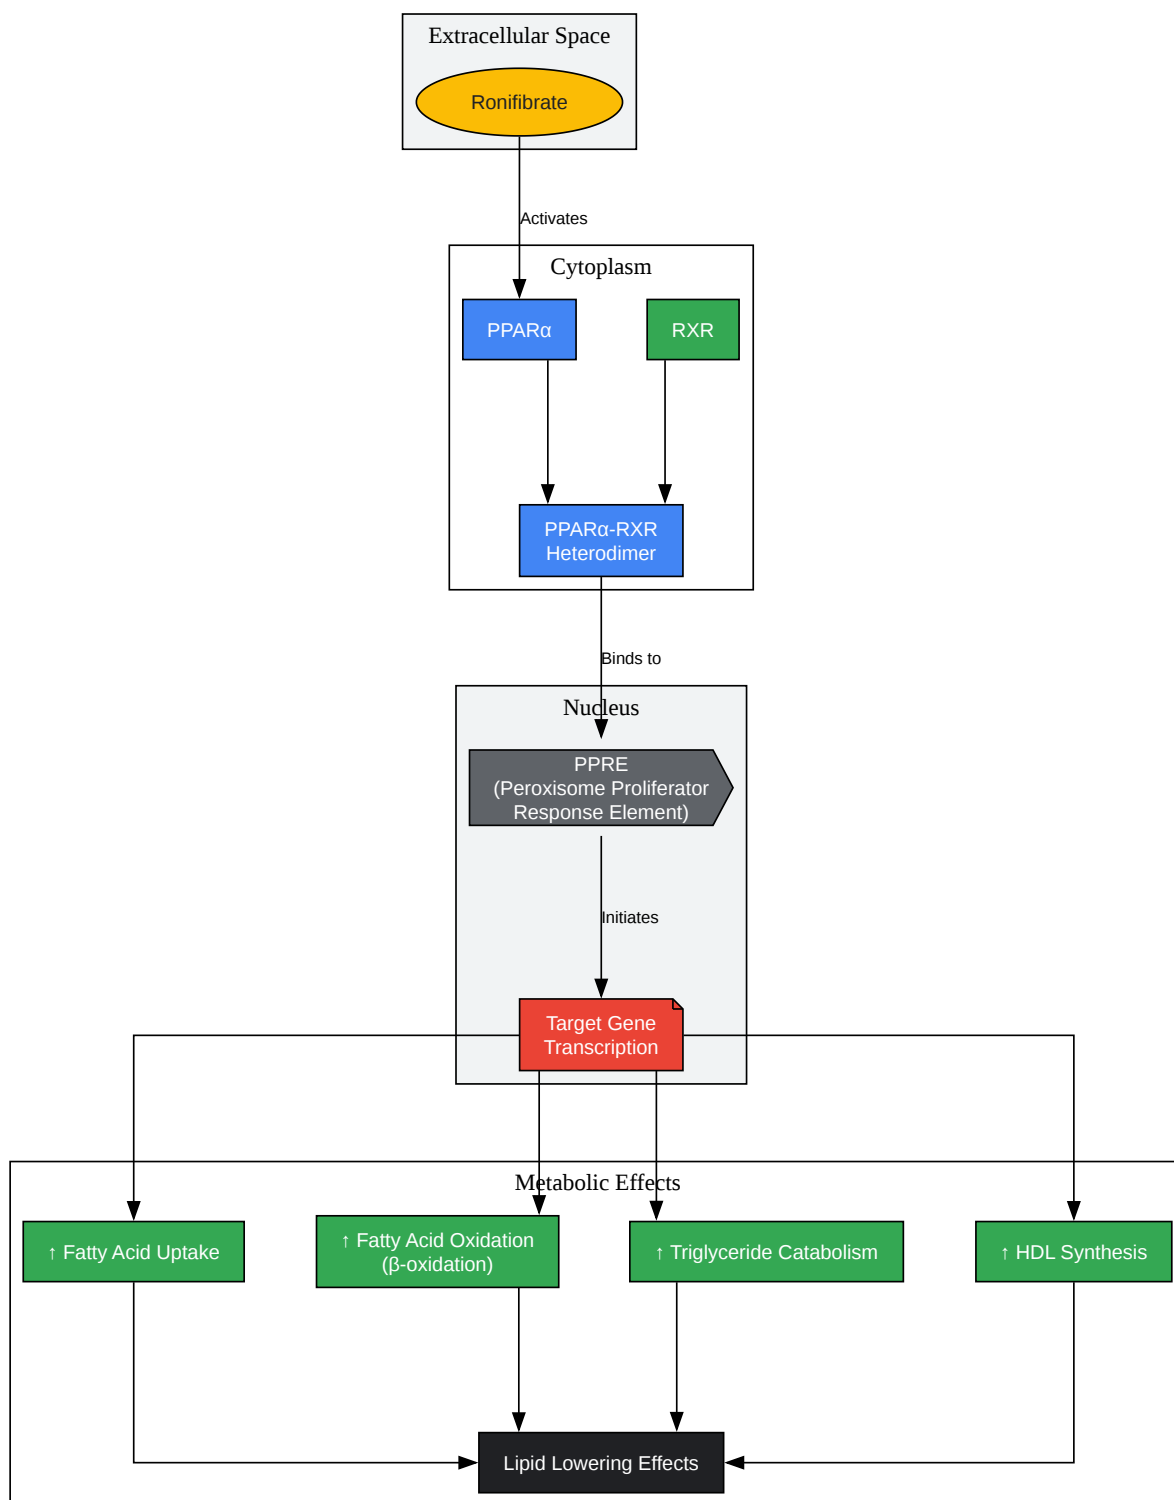 Extracellular Space
Ronifibrate
Activates
Cytoplasm
PPARα
RXR
PPARα-RXR
Heterodimer
Binds to
Nucleus
PPRE
(Peroxisome Proliferator
Response Element)
Initiates
Target Gene
Transcription
Metabolic Effects
↑ Fatty Acid Uptake
↑ Fatty Acid Oxidation
(β-oxidation)
↑ Triglyceride Catabolism
↑ HDL Synthesis
Lipid Lowering Effects